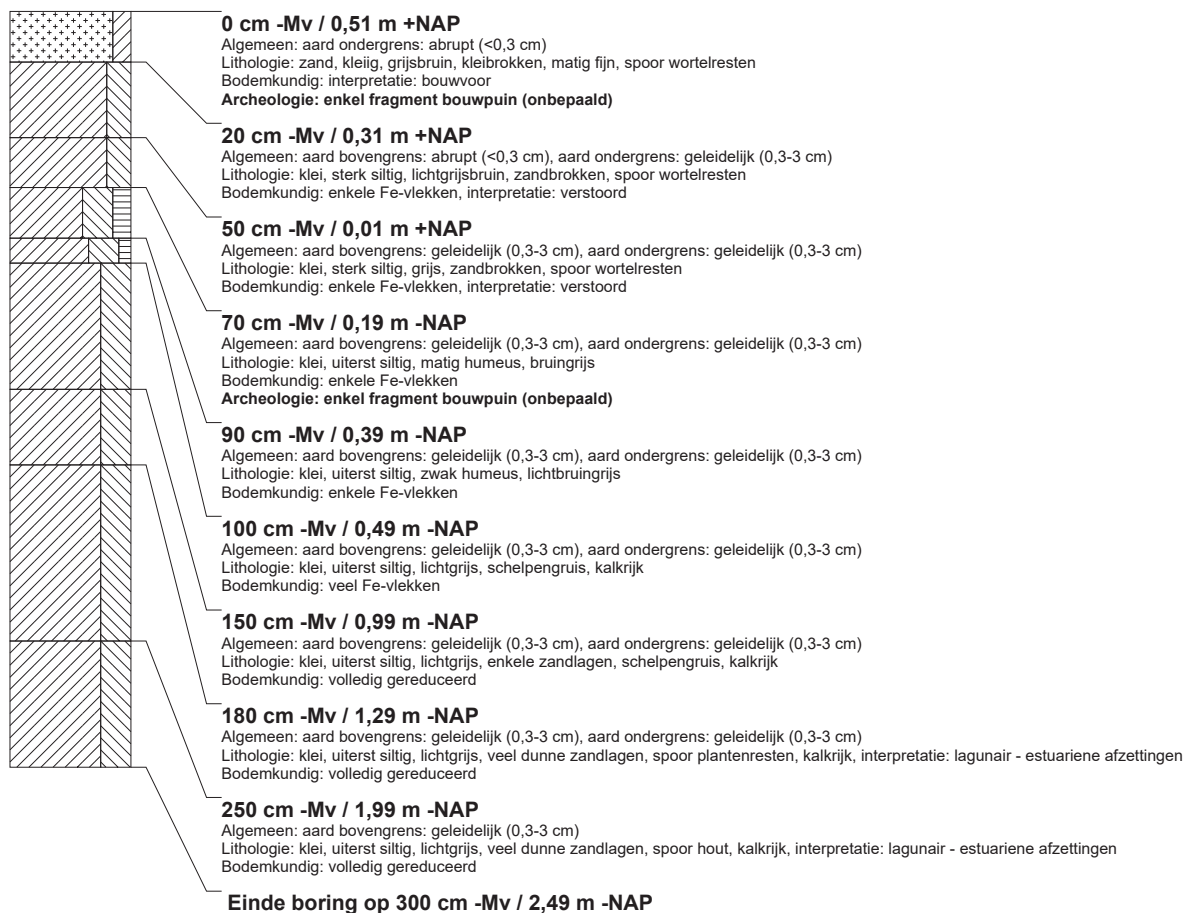 0 cm -Mv / 0,51 m +NAP
Algemeen: aard ondergrens: abrupt (<0,3 cm)
Lithologie: zand, kleiig, grijsbruin, kleibrokken, matig fijn, spoor wortelresten
Bodemkundig: interpretatie: bouwvoor
Archeologie: enkel fragment bouwpuin (onbepaald)
20 cm -Mv / 0,31 m +NAP
Algemeen: aard bovengrens: abrupt (<0,3 cm), aard ondergrens: geleidelijk (0,3-3 cm)
Lithologie: klei, sterk siltig, lichtgrijsbruin, zandbrokken, spoor wortelresten
Bodemkundig: enkele Fe-vlekken, interpretatie: verstoord
50 cm -Mv / 0,01 m +NAP
Algemeen: aard bovengrens: geleidelijk (0,3-3 cm), aard ondergrens: geleidelijk (0,3-3 cm)
Lithologie: klei, sterk siltig, grijs, zandbrokken, spoor wortelresten
Bodemkundig: enkele Fe-vlekken, interpretatie: verstoord
70 cm -Mv / 0,19 m -NAP
Algemeen: aard bovengrens: geleidelijk (0,3-3 cm), aard ondergrens: geleidelijk (0,3-3 cm)
Lithologie: klei, uiterst siltig, matig humeus, bruingrijs
Bodemkundig: enkele Fe-vlekken
Archeologie: enkel fragment bouwpuin (onbepaald)
90 cm -Mv / 0,39 m -NAP
Algemeen: aard bovengrens: geleidelijk (0,3-3 cm), aard ondergrens: geleidelijk (0,3-3 cm)
Lithologie: klei, uiterst siltig, zwak humeus, lichtbruingrijs
Bodemkundig: enkele Fe-vlekken
100 cm -Mv / 0,49 m -NAP
Algemeen: aard bovengrens: geleidelijk (0,3-3 cm), aard ondergrens: geleidelijk (0,3-3 cm)
Lithologie: klei, uiterst siltig, lichtgrijs, schelpengruis, kalkrijk
Bodemkundig: veel Fe-vlekken
150 cm -Mv / 0,99 m -NAP
Algemeen: aard bovengrens: geleidelijk (0,3-3 cm), aard ondergrens: geleidelijk (0,3-3 cm)
Lithologie: klei, uiterst siltig, lichtgrijs, enkele zandlagen, schelpengruis, kalkrijk
Bodemkundig: volledig gereduceerd
180 cm -Mv / 1,29 m -NAP
Algemeen: aard bovengrens: geleidelijk (0,3-3 cm), aard ondergrens: geleidelijk (0,3-3 cm)
Lithologie: klei, uiterst siltig, lichtgrijs, veel dunne zandlagen, spoor plantenresten, kalkrijk, interpretatie: lagunair - estuariene afzettingen
Bodemkundig: volledig gereduceerd
250 cm -Mv / 1,99 m -NAP
Algemeen: aard bovengrens: geleidelijk (0,3-3 cm)
Lithologie: klei, uiterst siltig, lichtgrijs, veel dunne zandlagen, spoor hout, kalkrijk, interpretatie: lagunair - estuariene afzettingen
Bodemkundig: volledig gereduceerd
Einde boring op 300 cm -Mv / 2,49 m -NAP